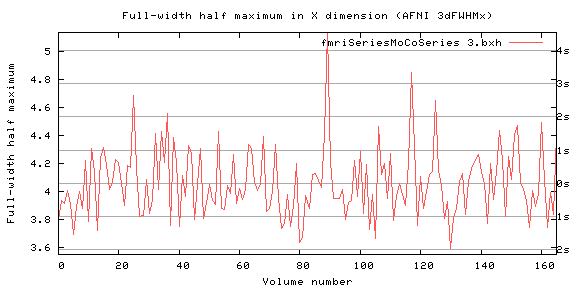 Full-width half maximum in X dimension (AFNI 3dFWHMx)
fmriSeriesMoCoSeries 3.bxh
Full-width half maximum
5
4.8
4.6
4.4
4.2
4
3.8
3.6
4s
3s
2s
1s
0s
1s
2s
0 20 40 60 80 100 120 140 160
Volume number